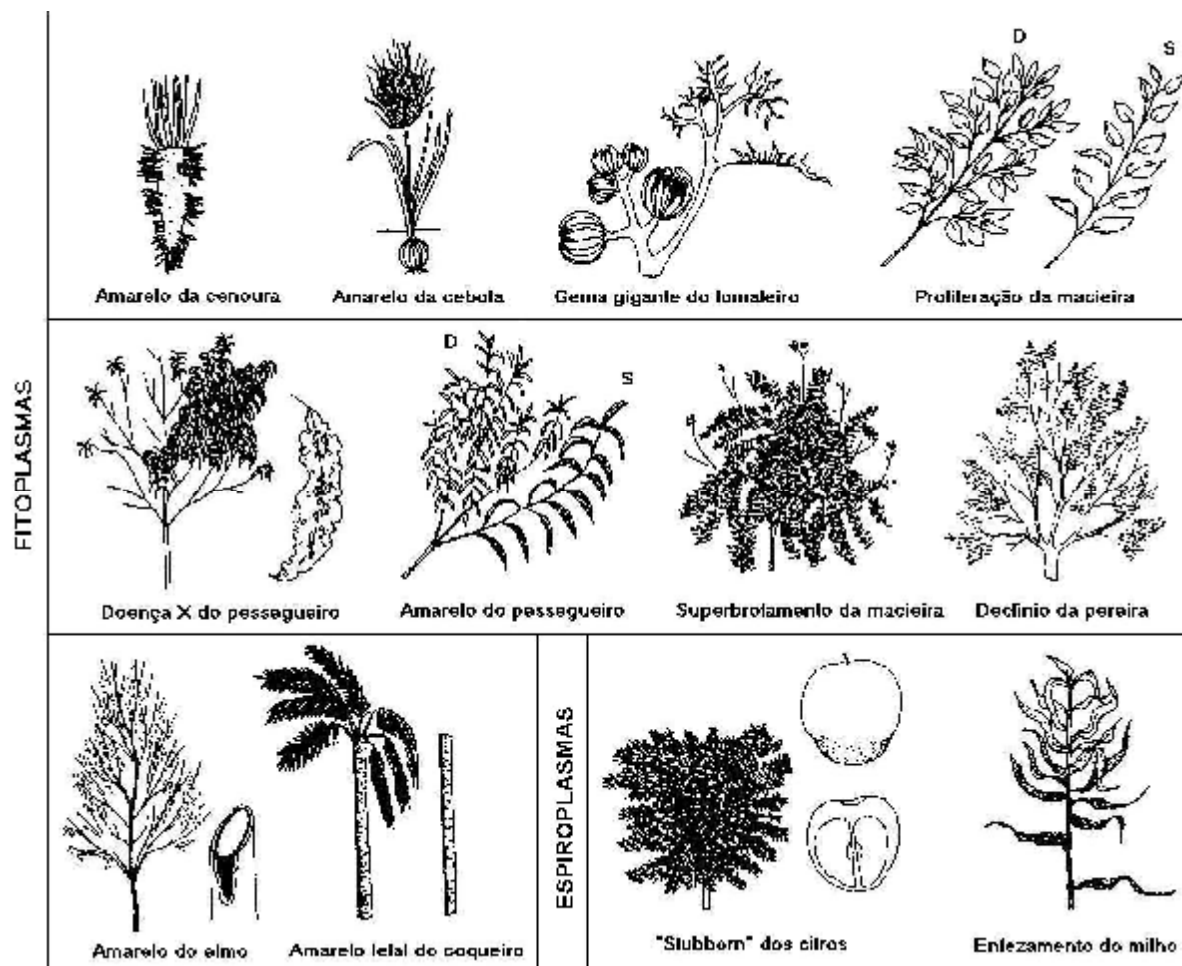 D
S
Amarelo da cenoura
Amarelo da cebola
Gema gigante do tomateiro
Proliferação da macieira
FITOPLASMAS
D
S
Doença X do pessegueiro
Amarelo do pessegueiro
Superbrotamento da macieira
Declínio da pereira
Amarelo do elmo
Amarelo letal do coqueiro
ESPIROPLASMAS
"Stubborn" dos citros
Enfezamento do milho